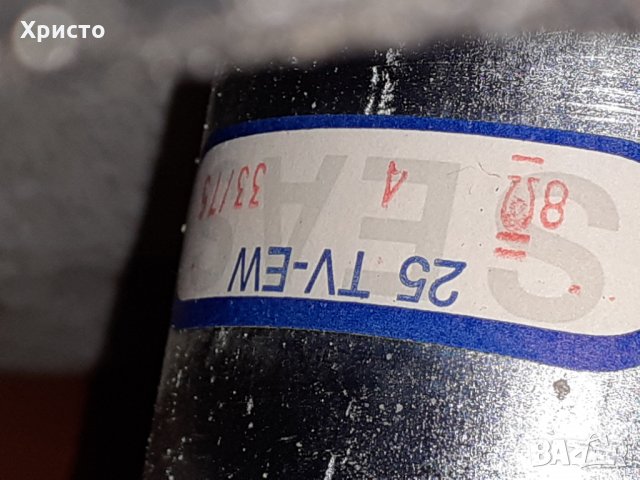 Христо
SEAS
25 TV-EW
8Ω 4 33/75
BAZAR